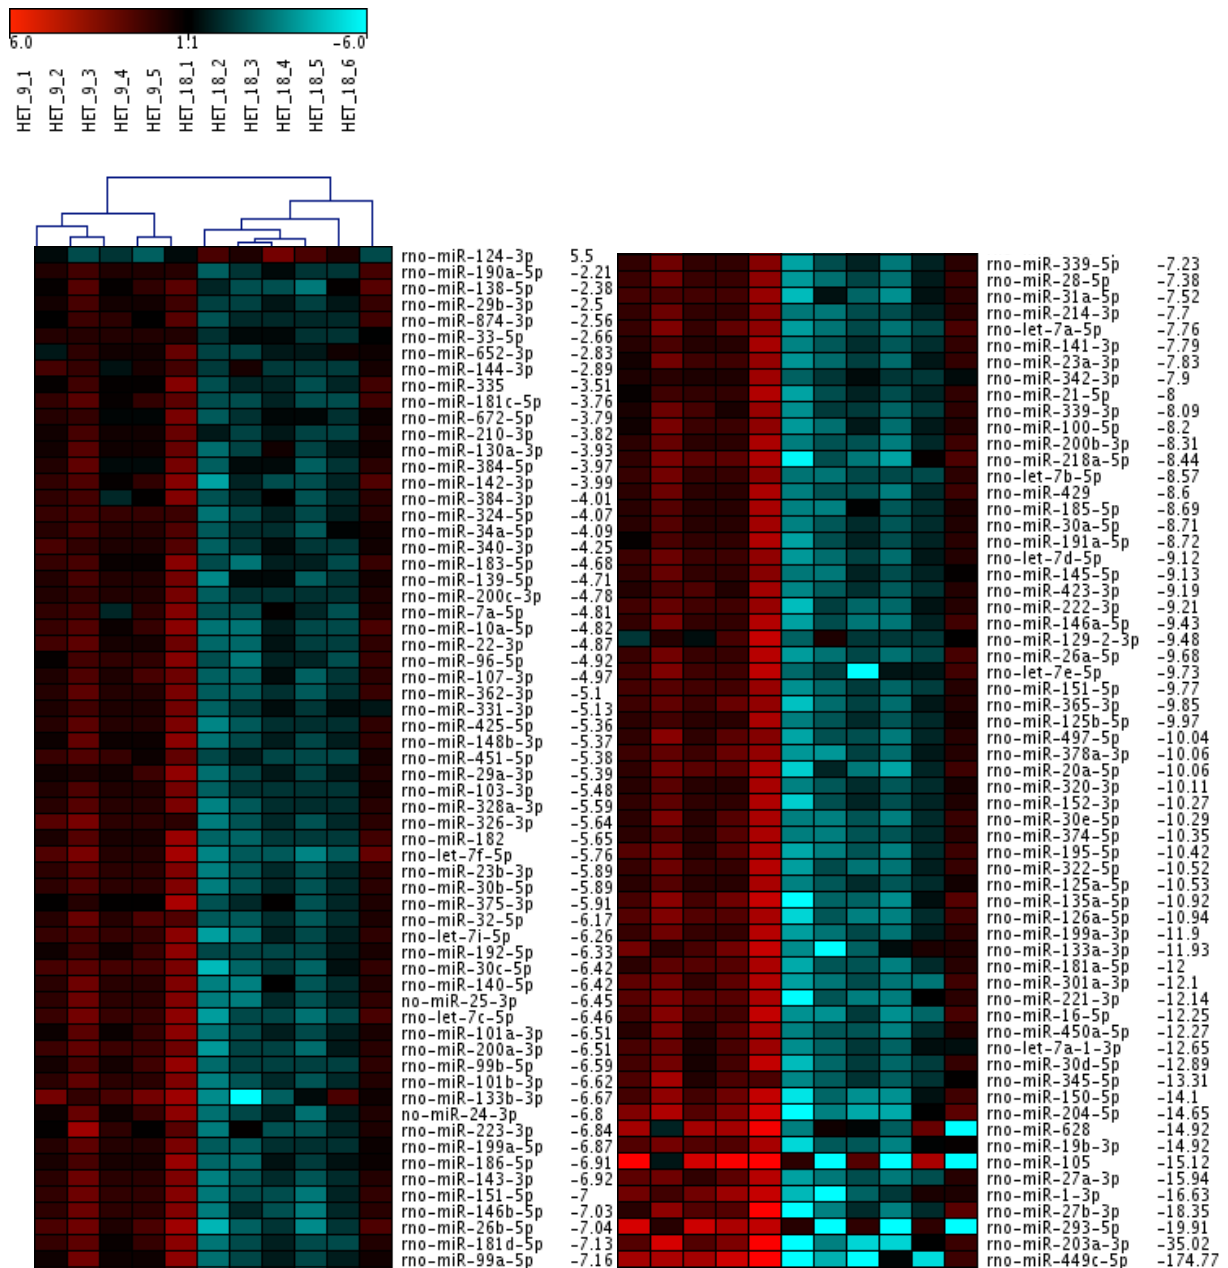 6.0 1:1 -6.0
HET_9_1
HET_9_2
HET_9_3
HET_9_4
HET_9_5
HET_18_1
HET_18_2
HET_18_3
HET_18_4
HET_18_5
HET_18_6
rno-miR-124-3p 5.5
rno-miR-190a-5p -2.21
rno-miR-138-5p -2.38
rno-miR-29b-3p -2.5
rno-miR-874-3p -2.56
rno-miR-33-5p -2.66
rno-miR-652-3p -2.83
rno-miR-144-3p -2.89
rno-miR-335 -3.51
rno-miR-181c-5p -3.76
rno-miR-672-5p -3.79
rno-miR-210-3p -3.82
rno-miR-130a-3p -3.93
rno-miR-384-5p -3.97
rno-miR-142-3p -3.99
rno-miR-384-3p -4.01
rno-miR-324-5p -4.07
rno-miR-34a-5p -4.09
rno-miR-340-3p -4.25
rno-miR-183-5p -4.68
rno-miR-139-5p -4.71
rno-miR-200c-3p -4.78
rno-miR-7a-5p -4.81
rno-miR-10a-5p -4.82
rno-miR-22-3p -4.87
rno-miR-96-5p -4.92
rno-miR-107-3p -4.97
rno-miR-362-3p -5.1
rno-miR-331-3p -5.13
rno-miR-425-5p -5.36
rno-miR-148b-3p -5.37
rno-miR-451-5p -5.38
rno-miR-29a-3p -5.39
rno-miR-103-3p -5.48
rno-miR-328a-3p -5.59
rno-miR-326-3p -5.64
rno-miR-182 -5.65
rno-let-7f-5p -5.76
rno-miR-23b-3p -5.89
rno-miR-30b-5p -5.89
rno-miR-375-3p -5.91
rno-miR-32-5p -6.17
rno-let-7i-5p -6.26
rno-miR-192-5p -6.33
rno-miR-30c-5p -6.42
rno-miR-140-5p -6.42
no-miR-25-3p -6.45
rno-let-7c-5p -6.46
rno-miR-101a-3p -6.51
rno-miR-200a-3p -6.51
rno-miR-99b-5p -6.59
rno-miR-101b-3p -6.62
rno-miR-133b-3p -6.67
no-miR-24-3p -6.8
rno-miR-223-3p -6.84
rno-miR-199a-5p -6.87
rno-miR-186-5p -6.91
rno-miR-143-3p -6.92
rno-miR-151-5p -7
rno-miR-146b-5p -7.03
rno-miR-26b-5p -7.04
rno-miR-181d-5p -7.13
rno-miR-99a-5p -7.16
rno-miR-339-5p -7.23
rno-miR-28-5p -7.38
rno-miR-31a-5p -7.52
rno-miR-214-3p -7.7
rno-let-7a-5p -7.76
rno-miR-141-3p -7.79
rno-miR-23a-3p -7.83
rno-miR-342-3p -7.9
rno-miR-21-5p -8
rno-miR-339-3p -8.09
rno-miR-100-5p -8.2
rno-miR-200b-3p -8.31
rno-miR-218a-5p -8.44
rno-let-7b-5p -8.57
rno-miR-429 -8.6
rno-miR-185-5p -8.69
rno-miR-30a-5p -8.71
rno-miR-191a-5p -8.72
rno-let-7d-5p -9.12
rno-miR-145-5p -9.13
rno-miR-423-3p -9.19
rno-miR-222-3p -9.21
rno-miR-146a-5p -9.43
rno-miR-129-2-3p -9.48
rno-miR-26a-5p -9.68
rno-let-7e-5p -9.73
rno-miR-151-5p -9.77
rno-miR-365-3p -9.85
rno-miR-125b-5p -9.97
rno-miR-497-5p -10.04
rno-miR-378a-3p -10.06
rno-miR-20a-5p -10.06
rno-miR-320-3p -10.11
rno-miR-152-3p -10.27
rno-miR-30e-5p -10.29
rno-miR-374-5p -10.35
rno-miR-195-5p -10.42
rno-miR-322-5p -10.52
rno-miR-125a-5p -10.53
rno-miR-135a-5p -10.92
rno-miR-126a-5p -10.94
rno-miR-199a-3p -11.9
rno-miR-133a-3p -11.93
rno-miR-181a-5p -12
rno-miR-301a-3p -12.1
rno-miR-221-3p -12.14
rno-miR-16-5p -12.25
rno-miR-450a-5p -12.27
rno-let-7a-1-3p -12.65
rno-miR-30d-5p -12.89
rno-miR-345-5p -13.31
rno-miR-150-5p -14.1
rno-miR-204-5p -14.65
rno-miR-628 -14.92
rno-miR-19b-3p -14.92
rno-miR-105 -15.12
rno-miR-27a-3p -15.94
rno-miR-1-3p -16.63
rno-miR-27b-3p -18.35
rno-miR-293-5p -19.91
rno-miR-203a-3p -35.02
rno-miR-449c-5p -174.77